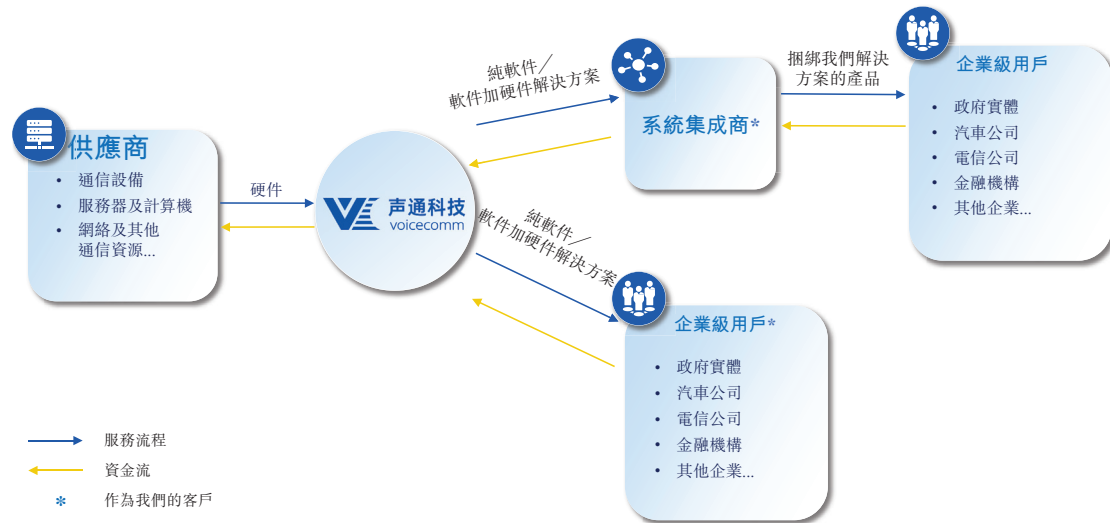 供應商
• 通信設備
• 服務器及計算機
• 網絡及其他
通信資源...
硬件
声通科技
voicecomm
純軟件／
軟件加硬件解決方案
系統集成商*
捆綁我們解決
方案的產品
企業級用戶
• 政府實體
• 汽車公司
• 電信公司
• 金融機構
• 其他企業...
純軟件／
軟件加硬件解決方案
企業級用戶*
• 政府實體
• 汽車公司
• 電信公司
• 金融機構
• 其他企業...
服務流程
資金流
* 作為我們的客戶